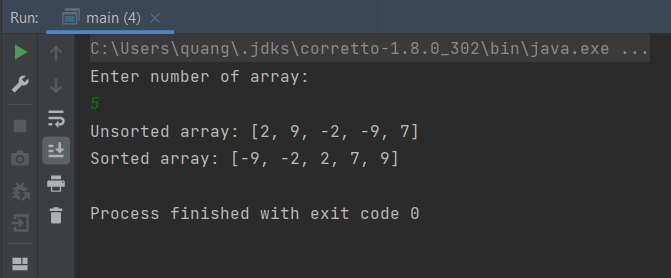 Run: main (4) ×
C:\Users\quang\.jdks\corretto-1.8.0_302\bin\java.exe ...
Enter number of array:
5
Unsorted array: [2, 9, -2, -9, 7]
Sorted array: [-9, -2, 2, 7, 9]
Process finished with exit code 0